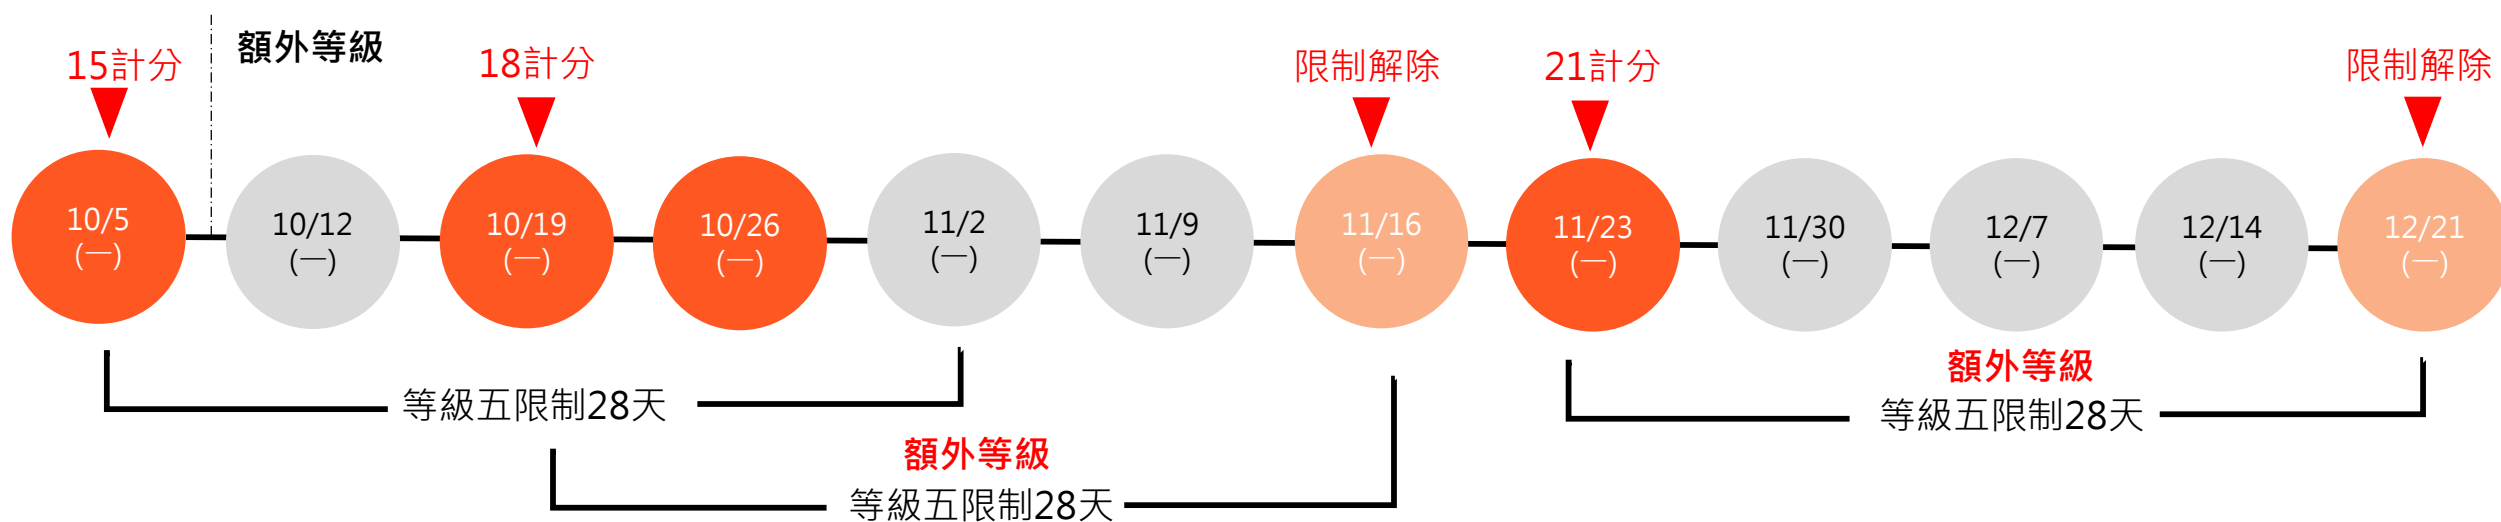 額外等級
15計分
18計分
限制解除
21計分
限制解除
10/5
(一)
10/12
(一)
10/19
(一)
10/26
(一)
11/2
(一)
11/9
(一)
11/16
(一)
11/23
(一)
11/30
(一)
12/7
(一)
12/14
(一)
12/21
(一)
等級五限制28天
額外等級
等級五限制28天
額外等級
等級五限制28天